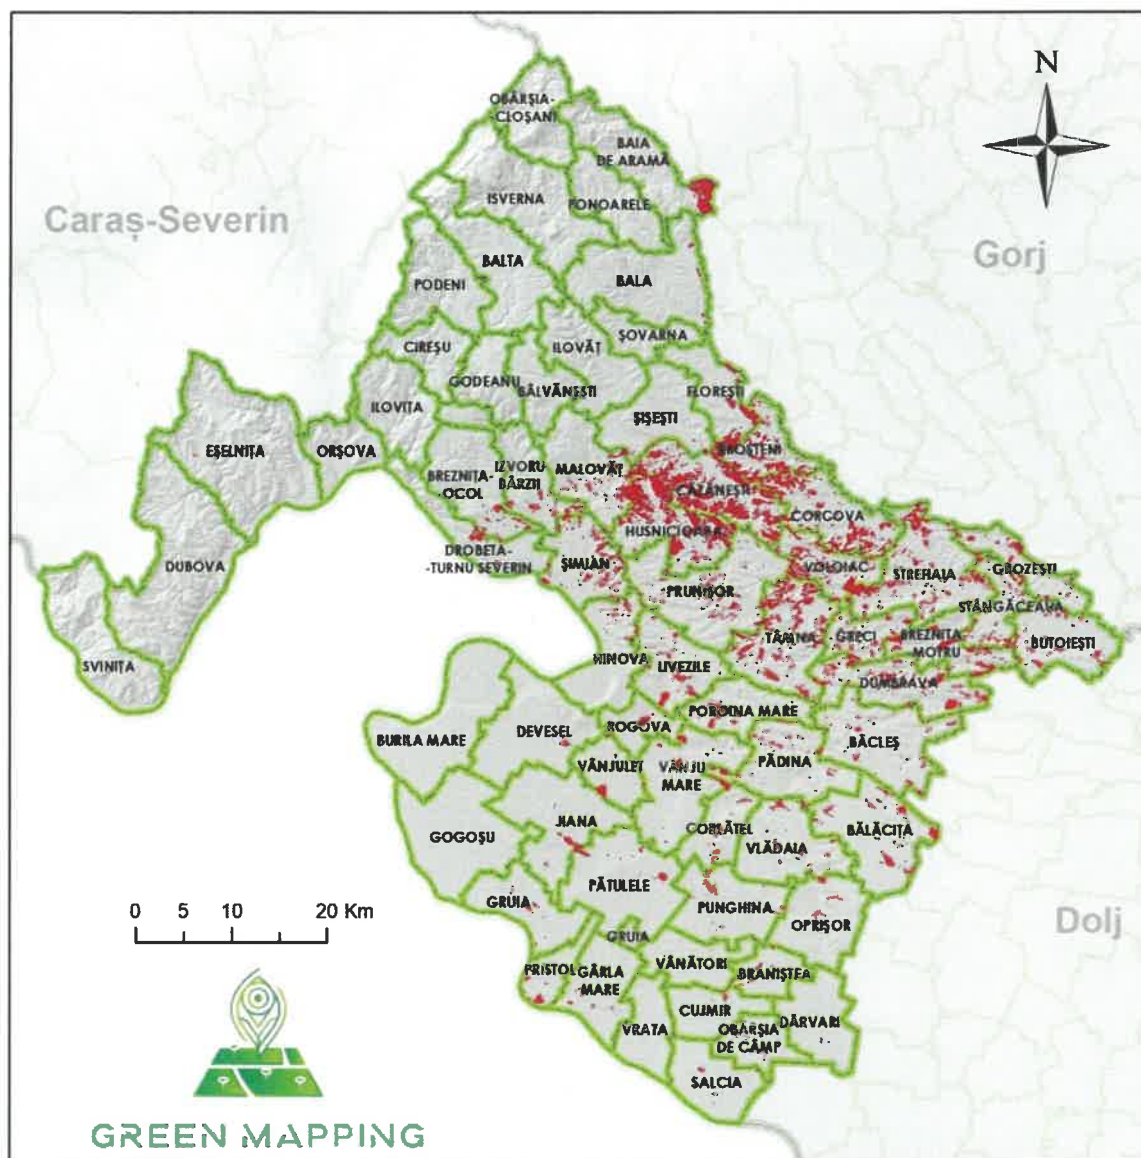 N
OBÂRȘIA-
-CLOȘANI
BAIA
DE ARAMĂ
ISVERNA
PONOARELE
Caraș-Severin
Gorj
BALTA
BALA
PODENI
ȘOVARNA
CIREȘU
ILOVĂȚ
GODEANU
BÂLVĂNEȘTI
FLOREȘTI
ILOVIȚA
ȘIȘEȘTI
EȘELNIȚA
ORȘOVA
BROȘTENI
BREZNIȚA-
-OCOL
IZVORU
BÂRZII
MALOVĂȚ
CĂZĂNEȘTI
CORCOVA
HUSNICIOARA
DROBETA-
-TURNU SEVERIN
ȘIMIAN
DUBOVA
VOLOIAC
STREHAIA
GROZEȘTI
PRUNIȘOR
STÂNGĂCEAUA
SVINIȚA
TÂMNA
GRECI
BREZNIȚA-
MOTRU
BUTOIEȘTI
HINOVA
LIVEZILE
DUMBRAVA
POROINA MARE
BURILA MARE
DEVESEL
ROGOVA
BÂCLEȘ
VÂNJULEȚ
VÂNJU
MARE
PĂDINA
JIANA
GOGOȘU
CORLĂȚEL
VLĂDAIA
BĂLĂCIȚA
PĂTULELE
GRUIA
PUNGHINA
OPRIȘOR
Dolj
0 5 10 20 Km
GRUIA
PRISTOL
GÂRLA
MARE
VÂNĂTORI
BRANIȘTEA
CUJMIR
DÂRVARI
VRATA
OBÂRȘIA
DE CÂMP
SALCIA
GREEN MAPPING